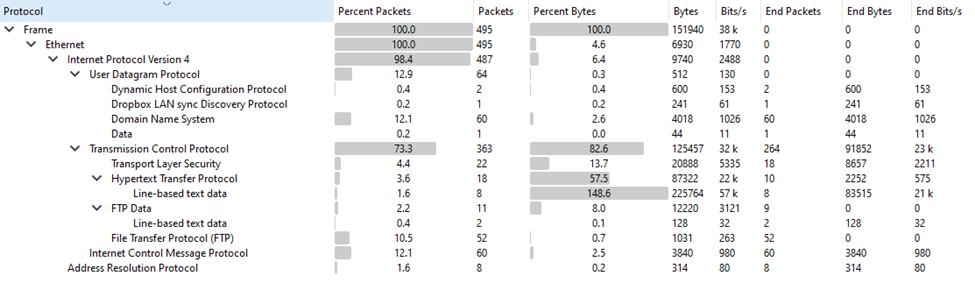 Protocol Percent Packets Packets Percent Bytes Bytes Bits/s End Packets End Bytes End Bits/s
Frame 100.0 495 100.0 151940 38 k 0 0 0
Ethernet 100.0 495 4.6 6930 1770 0 0 0
Internet Protocol Version 4 98.4 487 6.4 9740 2488 0 0 0
User Datagram Protocol 12.9 64 0.3 512 130 0 0 0
Dynamic Host Configuration Protocol 0.4 2 0.4 600 153 2 600 153
Dropbox LAN sync Discovery Protocol 0.2 1 0.2 241 61 1 241 61
Domain Name System 12.1 60 2.6 4018 1026 60 4018 1026
Data 0.2 1 0.0 44 11 1 44 11
Transmission Control Protocol 73.3 363 82.6 125457 32 k 264 91852 23 k
Transport Layer Security 4.4 22 13.7 20888 5335 18 8657 2211
Hypertext Transfer Protocol 3.6 18 57.5 87322 22 k 10 2252 575
Line-based text data 1.6 8 148.6 225764 57 k 8 83515 21 k
FTP Data 2.2 11 8.0 12220 3121 9 0 0
Line-based text data 0.4 2 0.1 128 32 2 128 32
File Transfer Protocol (FTP) 10.5 52 0.7 1031 263 52 0 0
Internet Control Message Protocol 12.1 60 2.5 3840 980 60 3840 980
Address Resolution Protocol 1.6 8 0.2 314 80 8 314 80